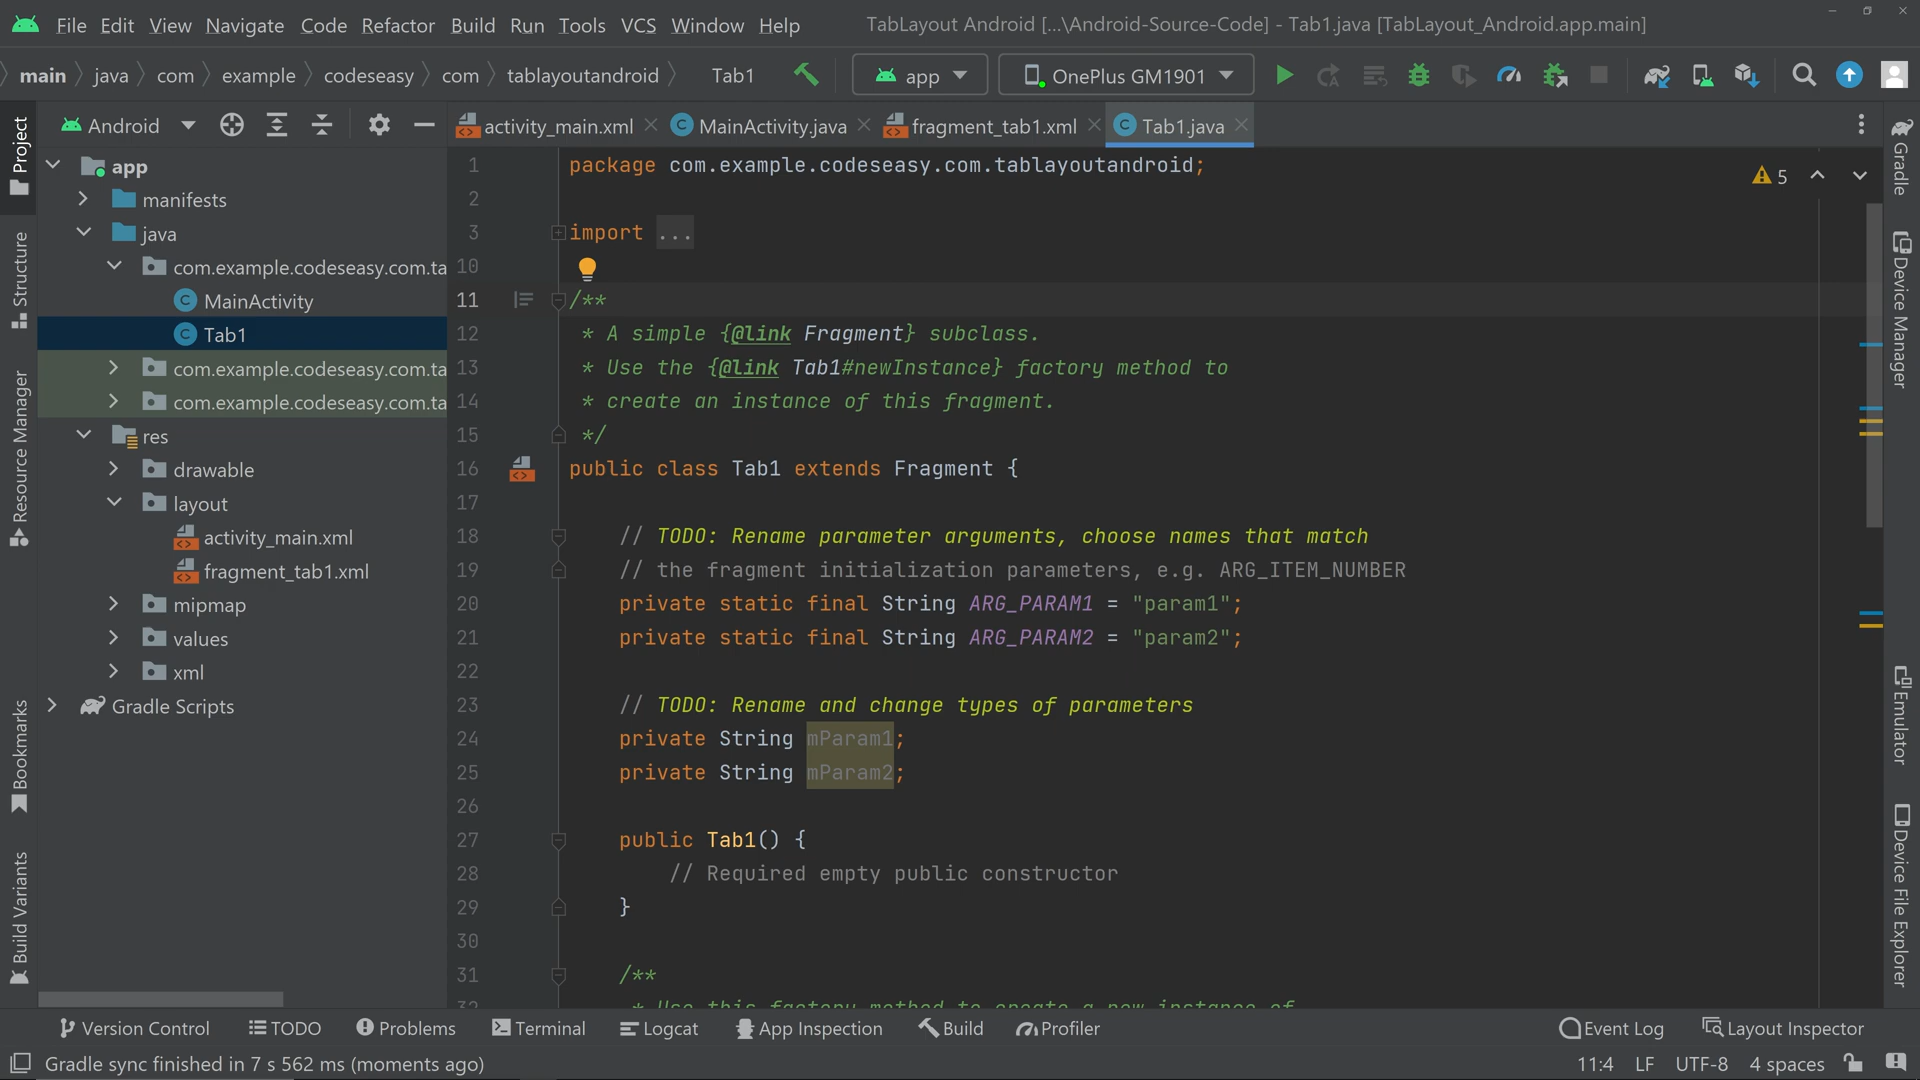 File Edit View Navigate Code Refactor Build Run Tools VCS Window Help TabLayout Android [...\Android-Source-Code] - Tab1.java [TabLayout_Android.app.main]
main java com example codeseasy com tablayoutandroid Tab1 app OnePlus GM1901
Project
Structure
Resource Manager
Bookmarks
Build Variants
Android
app
manifests
java
com.example.codeseasy.com.ta
MainActivity
Tab1
com.example.codeseasy.com.ta
com.example.codeseasy.com.ta
res
drawable
layout
activity_main.xml
fragment_tab1.xml
mipmap
values
xml
Gradle Scripts
activity_main.xml MainActivity.java fragment_tab1.xml Tab1.java
5
1 package com.example.codeseasy.com.tablayoutandroid;
2
3 import ...
10
11 /**
12 * A simple {@link Fragment} subclass.
13 * Use the {@link Tab1#newInstance} factory method to
14 * create an instance of this fragment.
15 */
16 public class Tab1 extends Fragment {
17
18 // TODO: Rename parameter arguments, choose names that match
19 // the fragment initialization parameters, e.g. ARG_ITEM_NUMBER
20 private static final String ARG_PARAM1 = "param1";
21 private static final String ARG_PARAM2 = "param2";
22
23 // TODO: Rename and change types of parameters
24 private String mParam1;
25 private String mParam2;
26
27 public Tab1() {
28 // Required empty public constructor
29 }
30
31 /**
32 * Use this factory method to create a new instance of
Gradle
Device Manager
Emulator
Device File Explorer
Version Control TODO Problems Terminal Logcat App Inspection Build Profiler Event Log Layout Inspector
Gradle sync finished in 7 s 562 ms (moments ago) 11:4 LF UTF-8 4 spaces